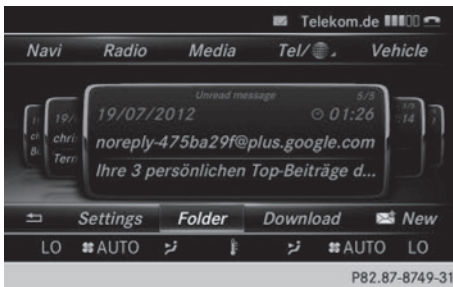 Telekom.de
Navi Radio Media Tel/ Vehicle
Unread message 5/5
19/07/2012 01:26
noreply-475ba29f@plus.google.com
Ihre 3 persönlichen Top-Beiträge d...
Settings Folder Download New
LO AUTO AUTO LO
P82.87-8749-31